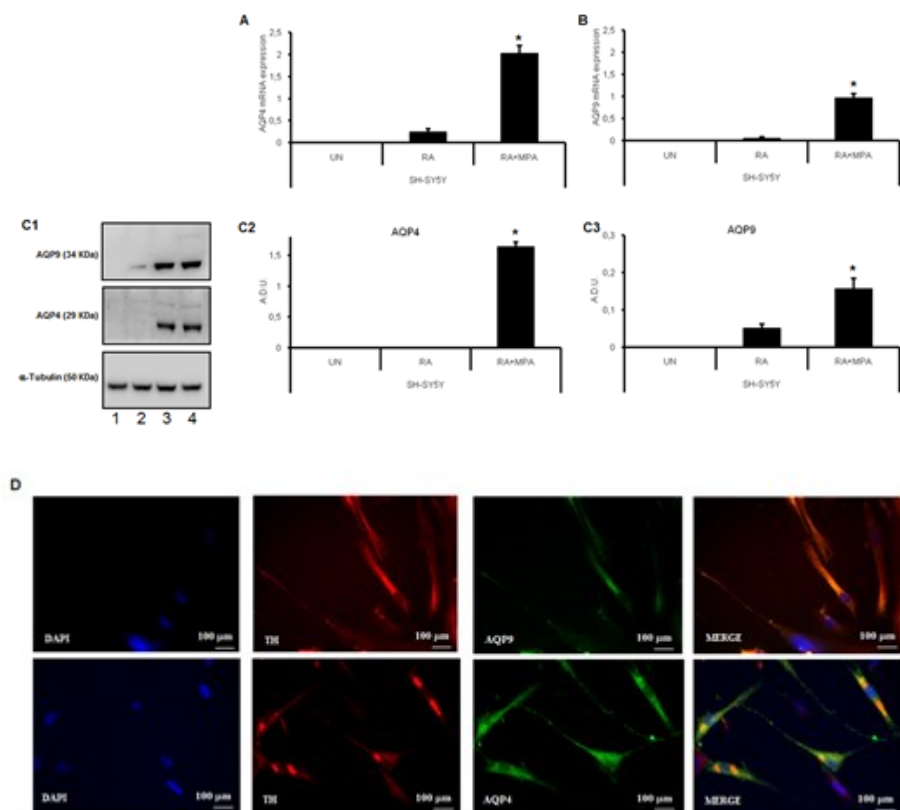 A
AQP4 mRNA expression
2,5
2
1,5
1
0,5
0
UN
RA
RA+MPA
SH-SY5Y
B
AQP9 mRNA expression
2,5
2
1,5
1
0,5
0
UN
RA
RA+MPA
SH-SY5Y
C1
AQP9 (34 KDa)
AQP4 (29 KDa)
α-Tubulin (50 KDa)
1 2 3 4
C2
AQP4
A.D.U.
1,5
1
0,5
0
*
UN
RA
RA+MPA
SH-SY5Y
C3
AQP9
A.D.U.
0,3
0,2
0,1
0
*
UN
RA
RA+MPA
SH-SY5Y
D
DAPI 100 µm
TH 100 µm
AQP9 100 µm
MERGE 100 µm
DAPI 100 µm
TH 100 µm
AQP4 100 µm
MERGE 100 µm